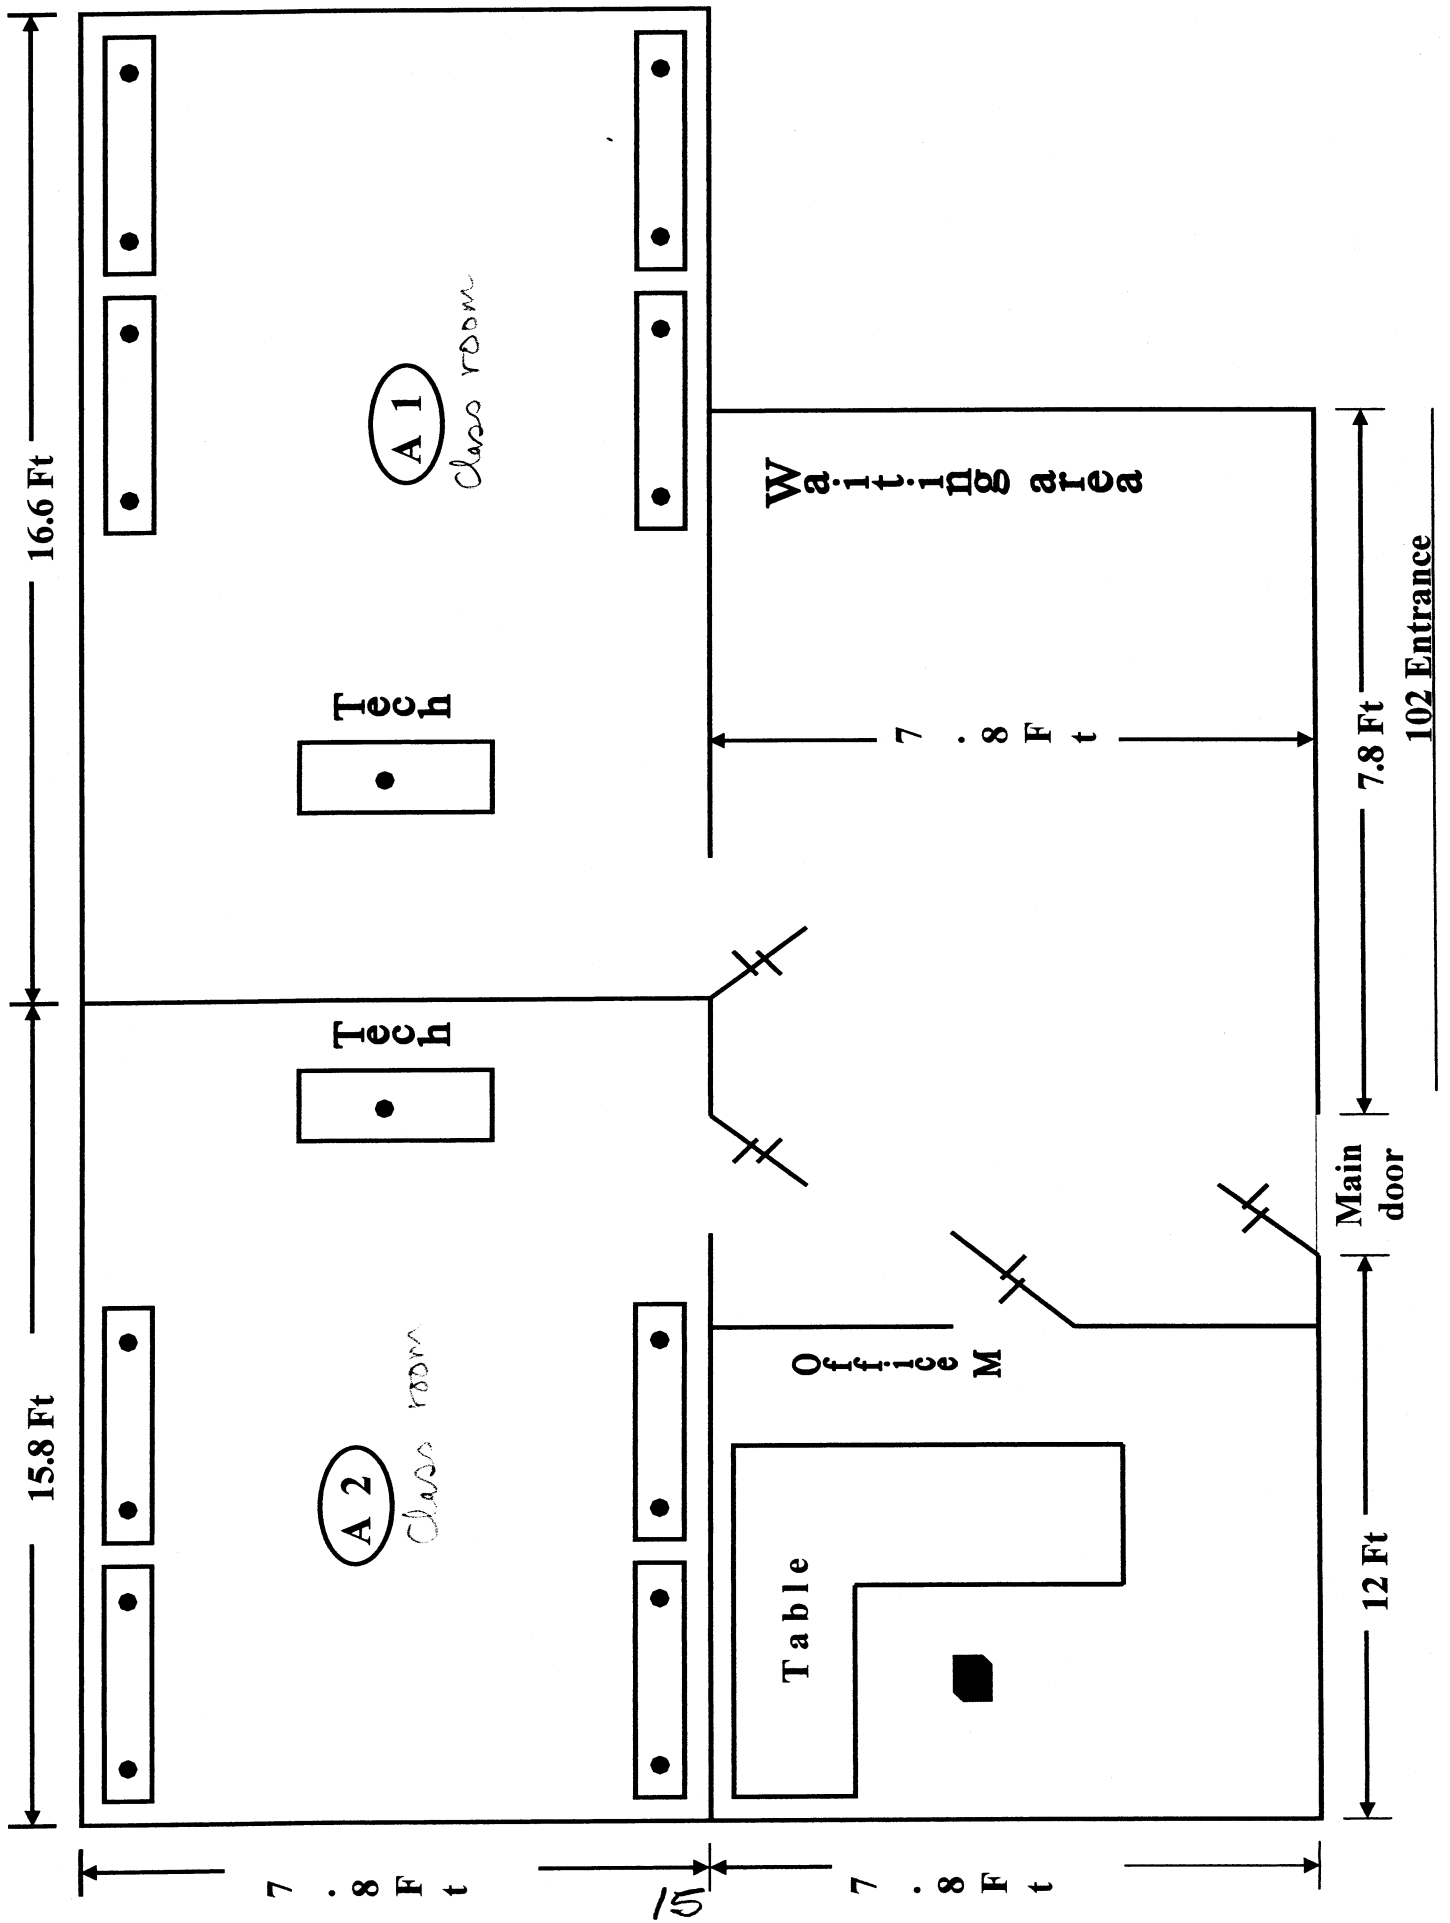 15.8 Ft
16.6 Ft
7.8 Ft
A 2
Class room
Tech
Tech
A 1
Class room
15
7.8 Ft
Table
Office M
7.8 Ft
Waiting area
12 Ft
Main
door
7.8 Ft
102 Entrance